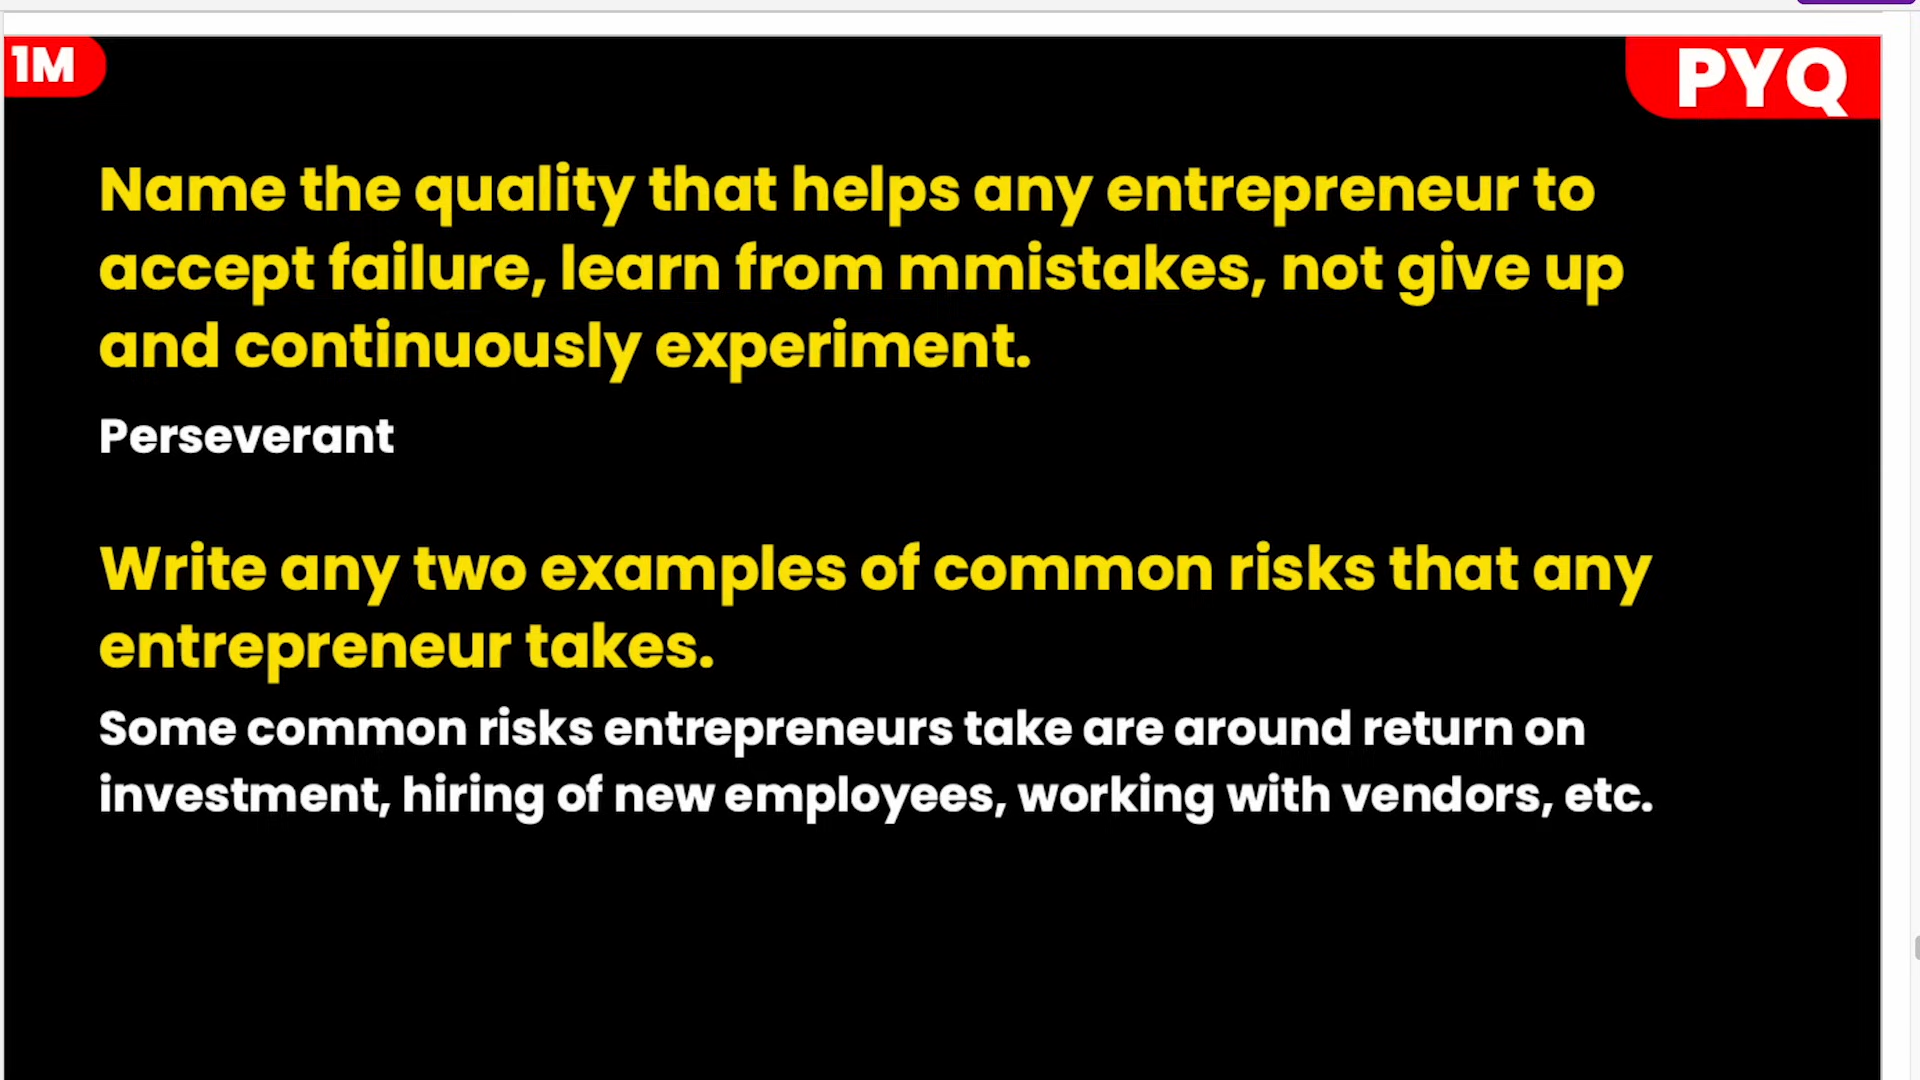 1M
PYQ
Name the quality that helps any entrepreneur to
accept failure, learn from mmistakes, not give up
and continuously experiment.
Perseverant
Write any two examples of common risks that any
entrepreneur takes.
Some common risks entrepreneurs take are around return on
investment, hiring of new employees, working with vendors, etc.